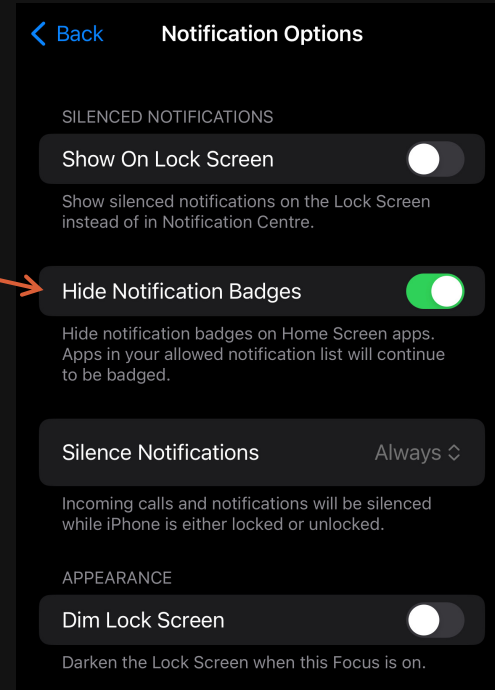 Back
Notification Options
SILENCED NOTIFICATIONS
Show On Lock Screen
Show silenced notifications on the Lock Screen
instead of in Notification Centre.
Hide Notification Badges
Hide notification badges on Home Screen apps.
Apps in your allowed notification list will continue
to be badged.
Silence Notifications
Always
Incoming calls and notifications will be silenced
while iPhone is either locked or unlocked.
APPEARANCE
Dim Lock Screen
Darken the Lock Screen when this Focus is on.